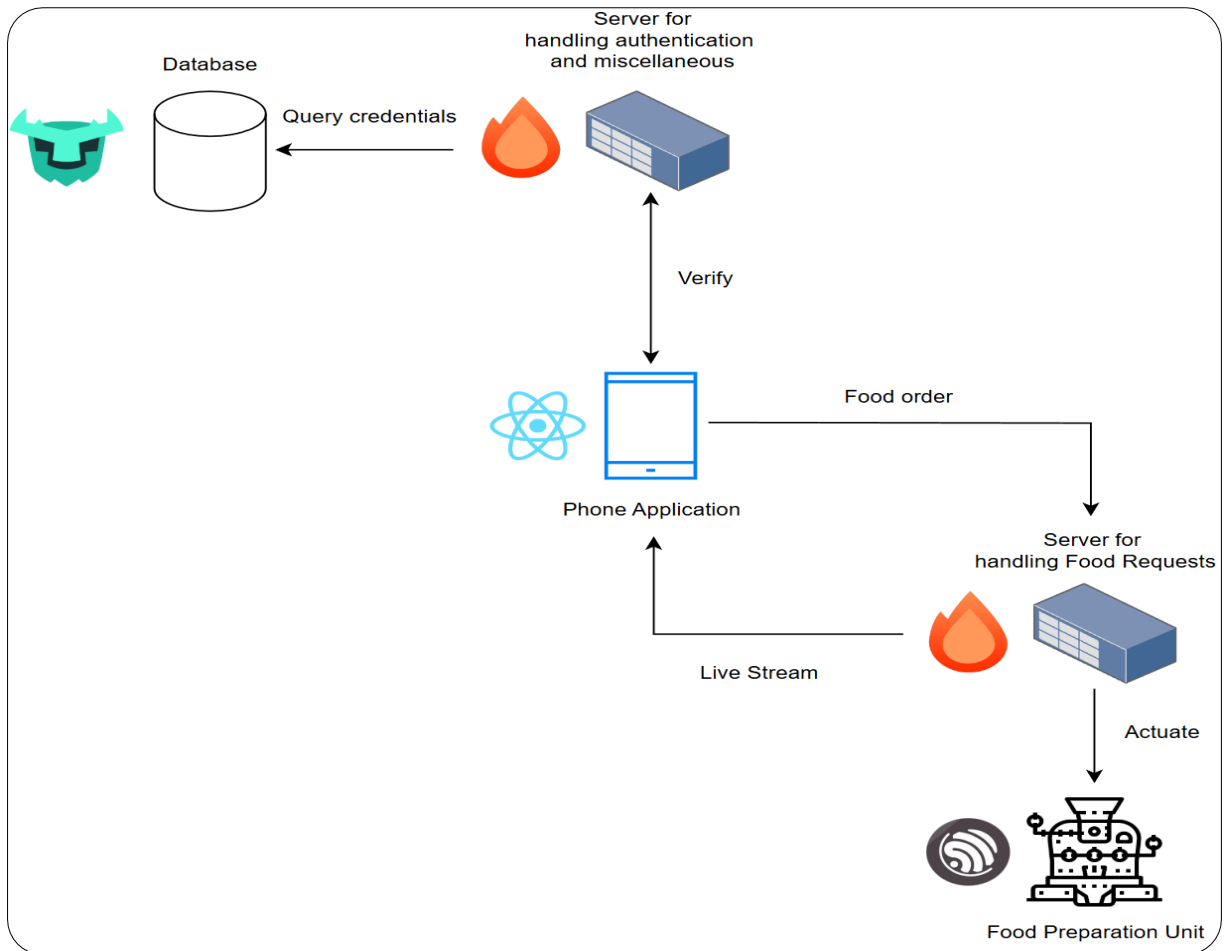 Server for
handling authentication
and miscellaneous
Database
Query credentials
Verify
Food order
Phone Application
Server for
handling Food Requests
Live Stream
Actuate
Food Preparation Unit